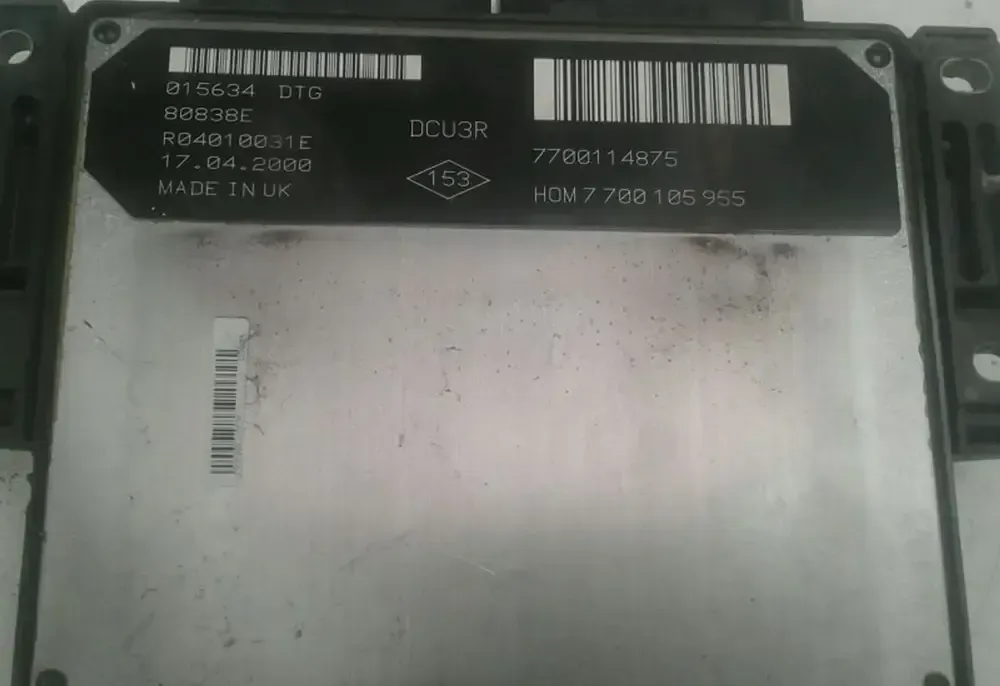 015634 DTG
80838E
R04010031E
17.04.2000
MADE IN UK
DCU3R
153
7700114875
HOM 7 700 105 955